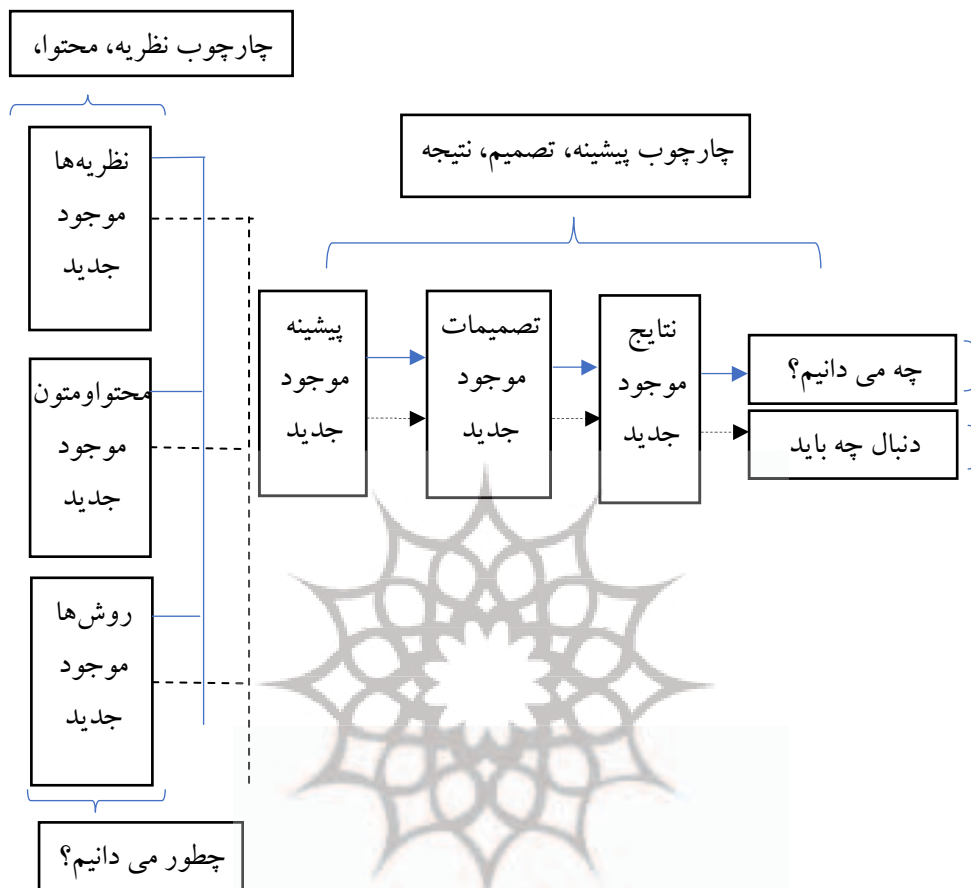 چارچوب نظریه، محتوا،
چارچوب پیشینه، تصمیم، نتیجه
نظریه‌ها
موجود
جدید
محتواومتون
موجود
جدید
روش‌ها
موجود
جدید
چطور می دانیم؟
پیشینه
موجود
جدید
تصمیمات
موجود
جدید
نتایج
موجود
جدید
چه می دانیم؟
دنبال چه باید